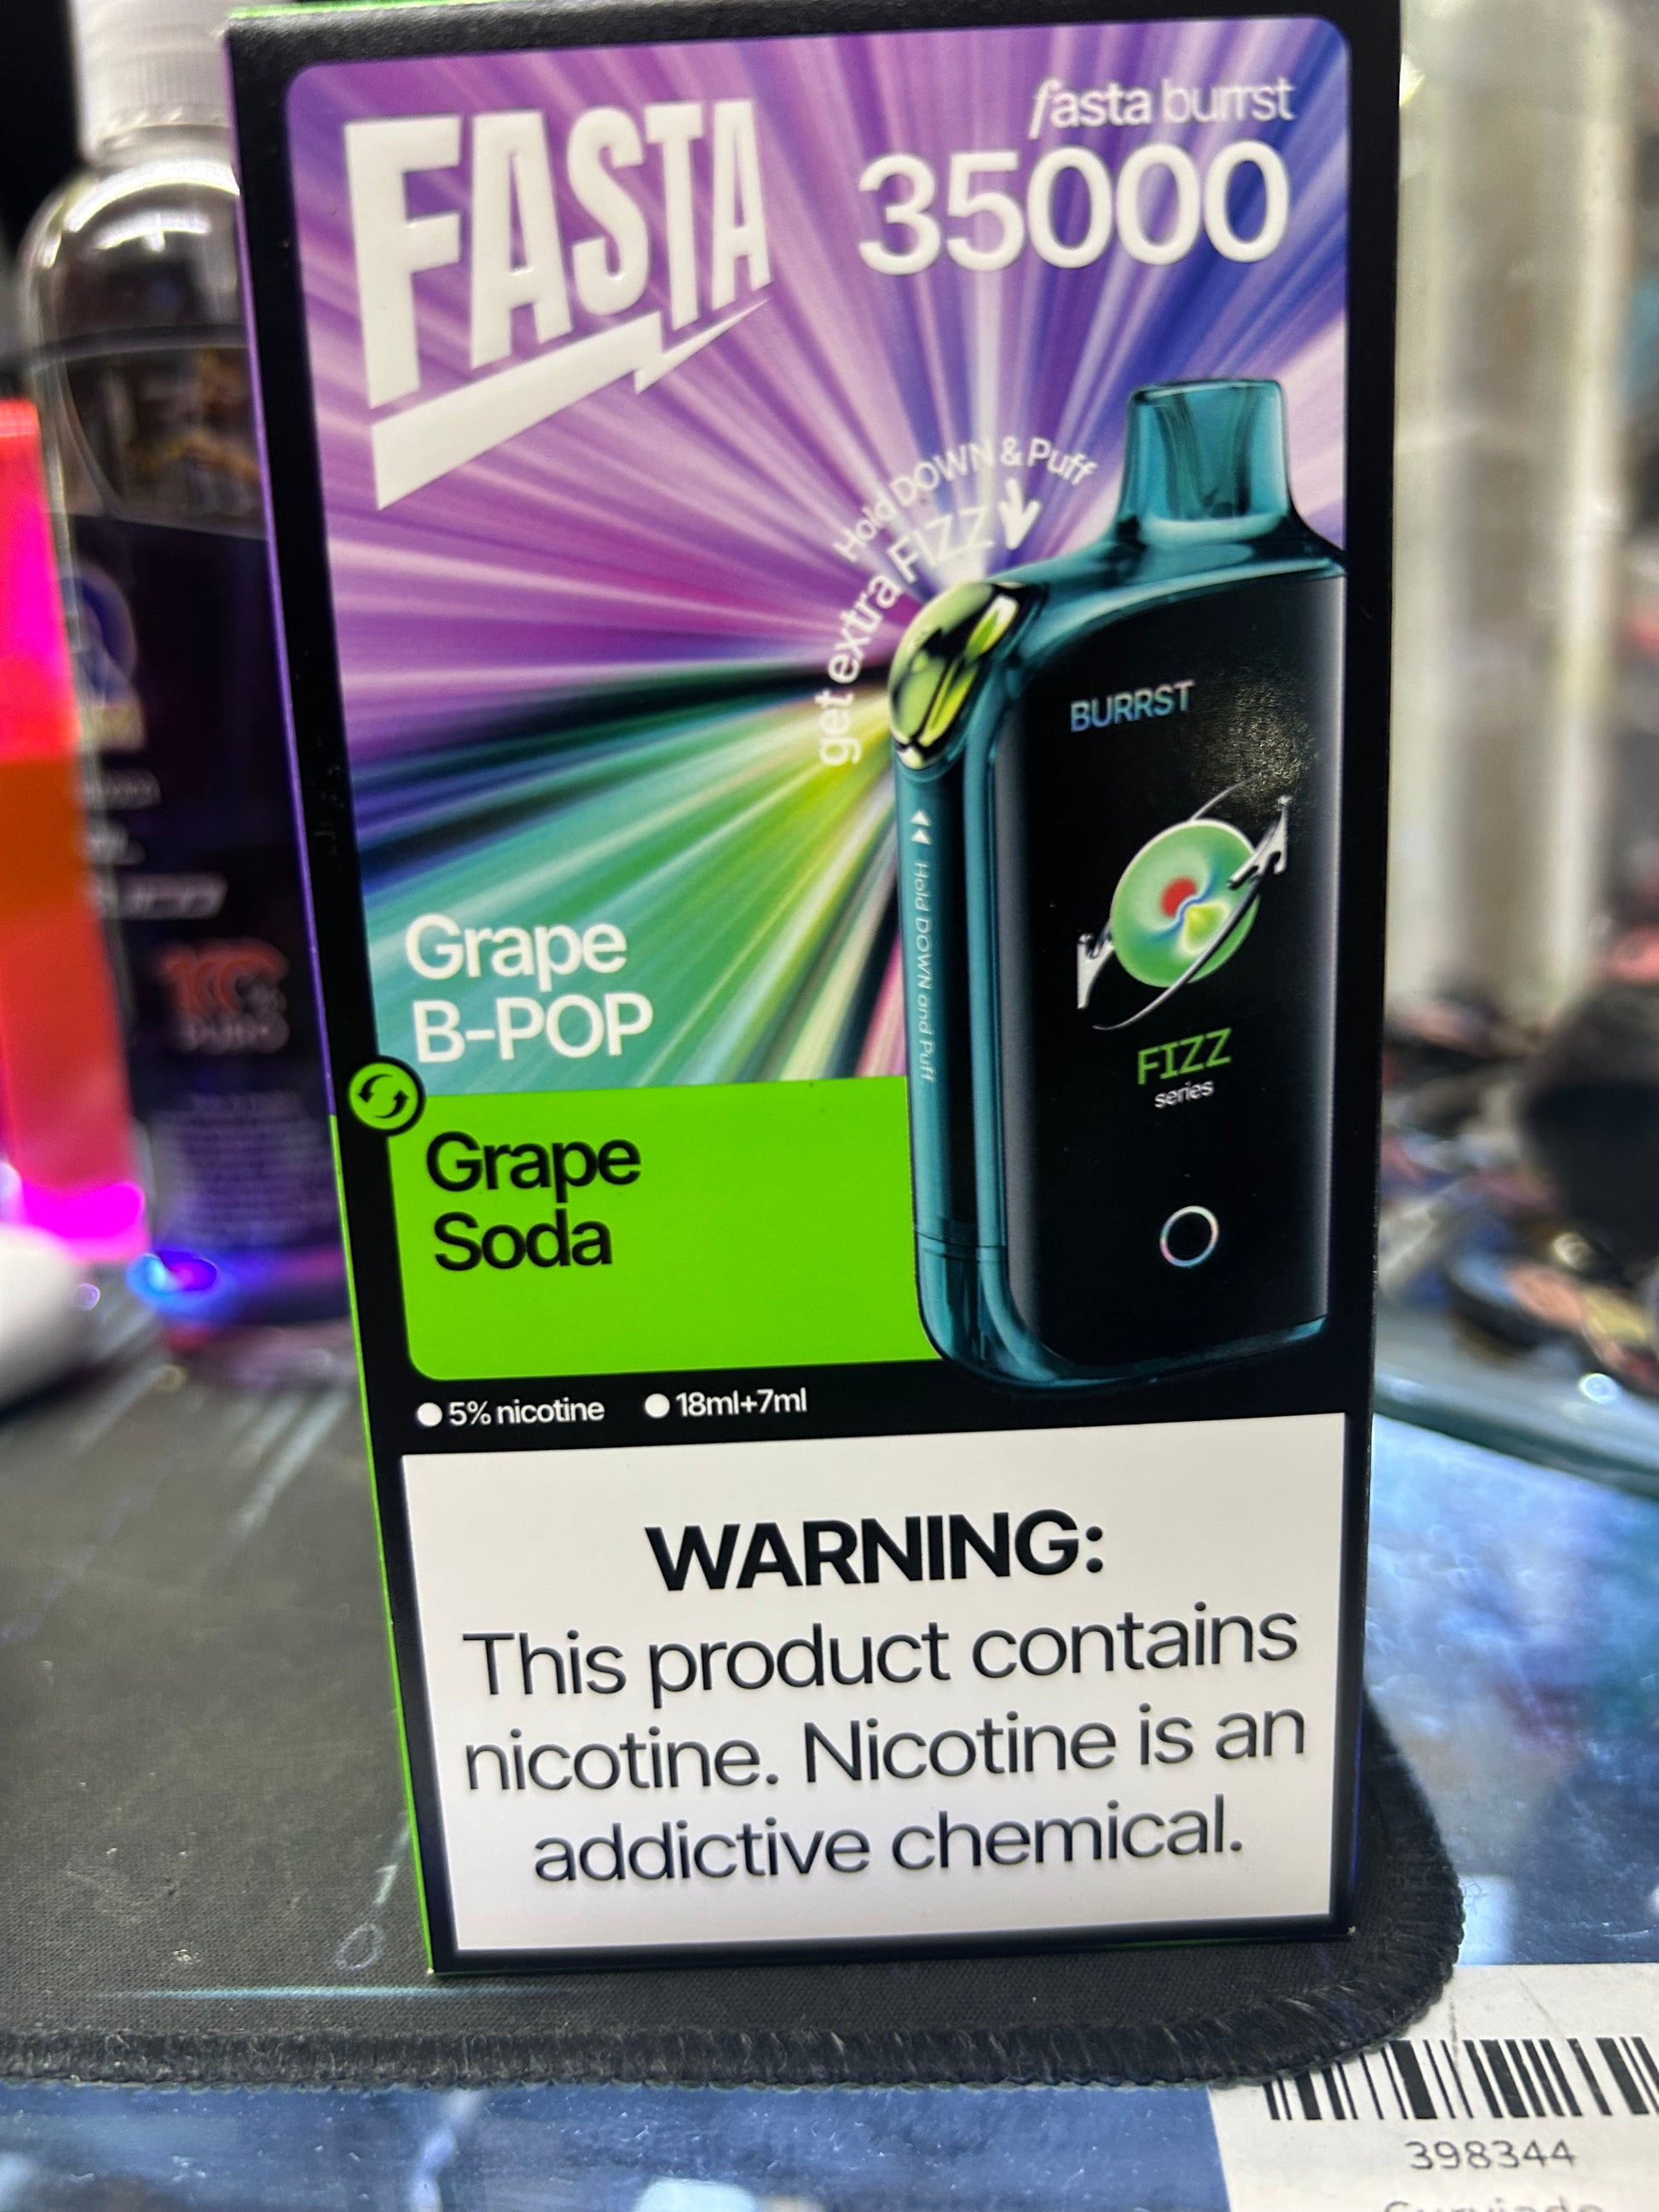 FASTA
fasta burrst
35000
Hold DOWN & Puff
get extra FIZZ
BURRST
Hold DOWN and Puff
FIZZ
series
Grape
B-POP
Grape
Soda
5% nicotine
18ml+7ml
WARNING:
This product contains
nicotine. Nicotine is an
addictive chemical.
398344